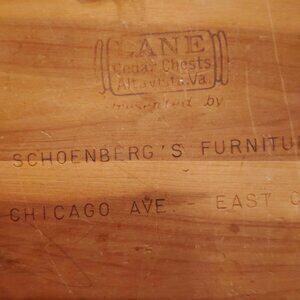 LANE
Cedar Chests
Altavista, Va.
Presented by
SCHOENBERG'S FURNITU
CHICAGO AVE. - EAST C